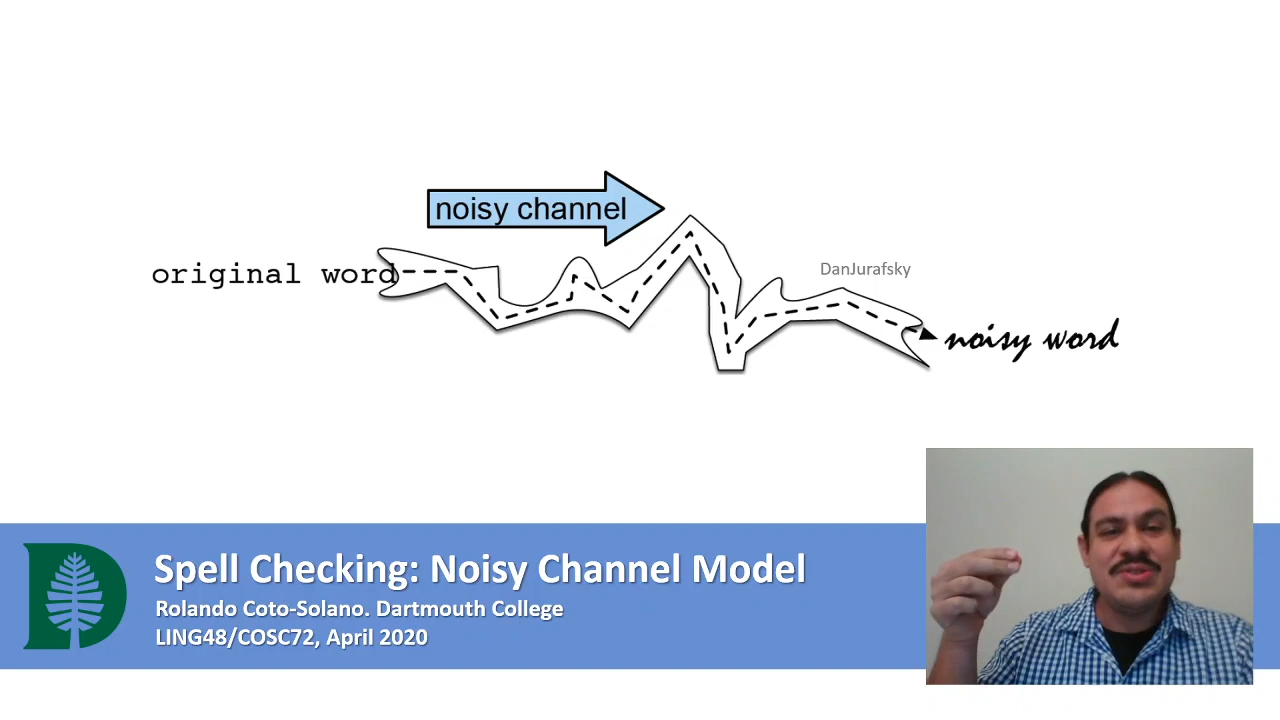 noisy channel
original word
DanJurafsky
noisy word
Spell Checking: Noisy Channel Model
Rolando Coto-Solano. Dartmouth College
LING48/COSC72, April 2020